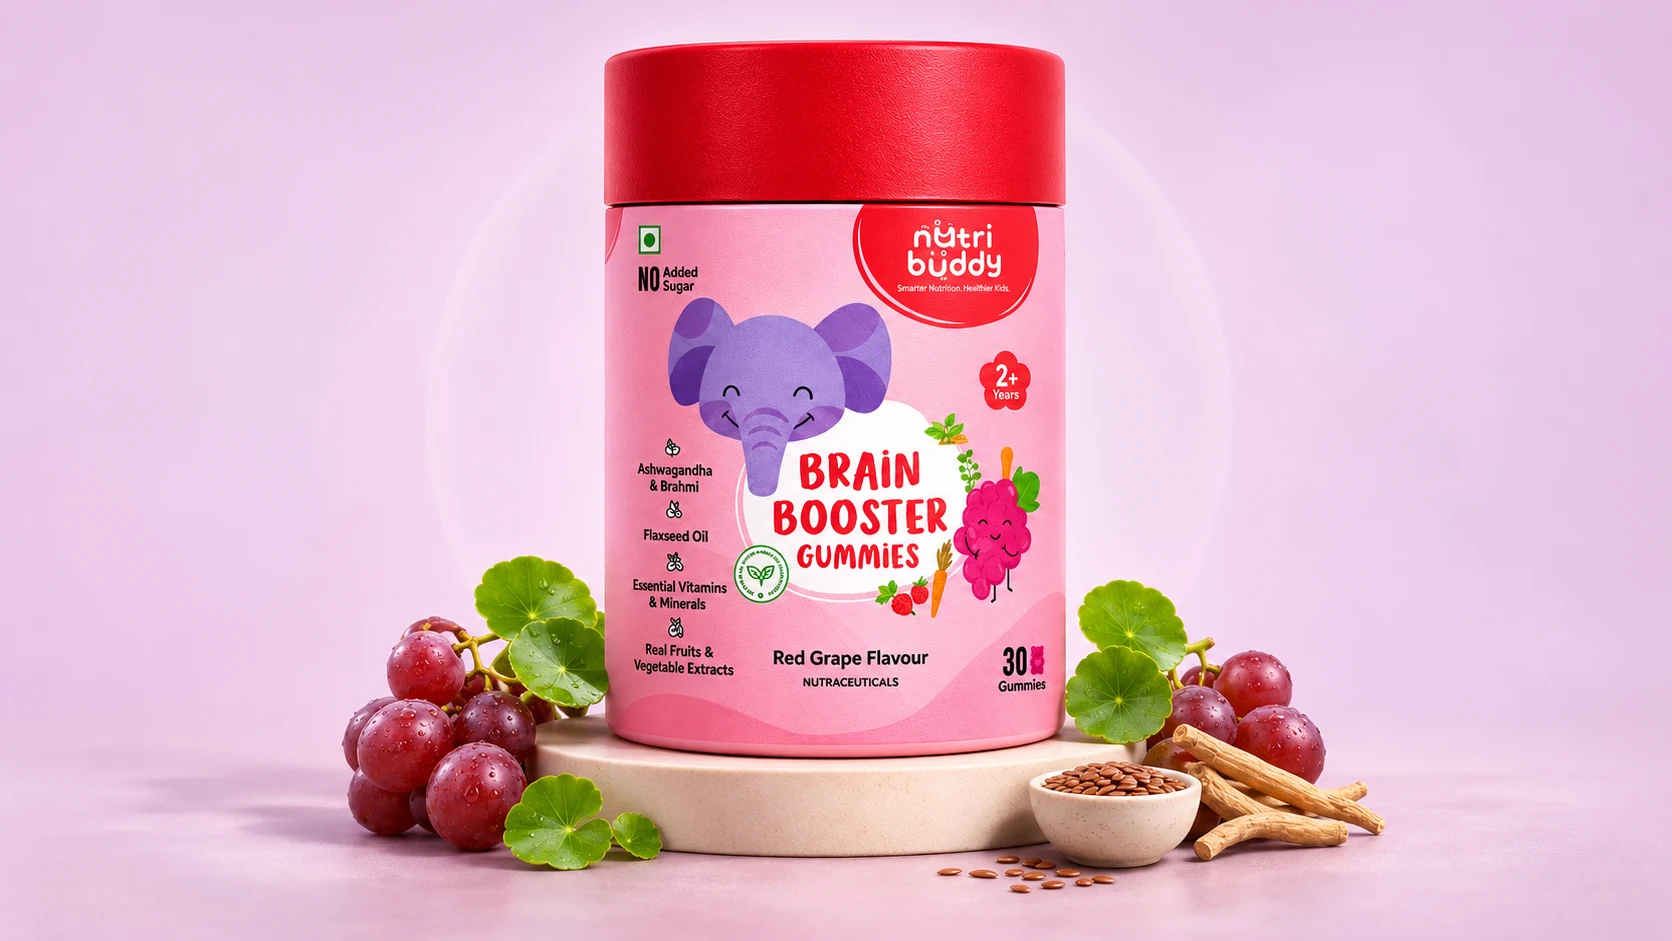 nutri
buddy
Smarter Nutrition. Healthier Kids.
NO Added
Sugar
2+
Years
BRAiN
BOOSTER
GUMMiES
Ashwagandha
& Brahmi
Flaxseed Oil
Essential Vitamins
& Minerals
Real Fruits &
Vegetable Extracts
Red Grape Flavour
NUTRACEUTICALS
30
Gummies